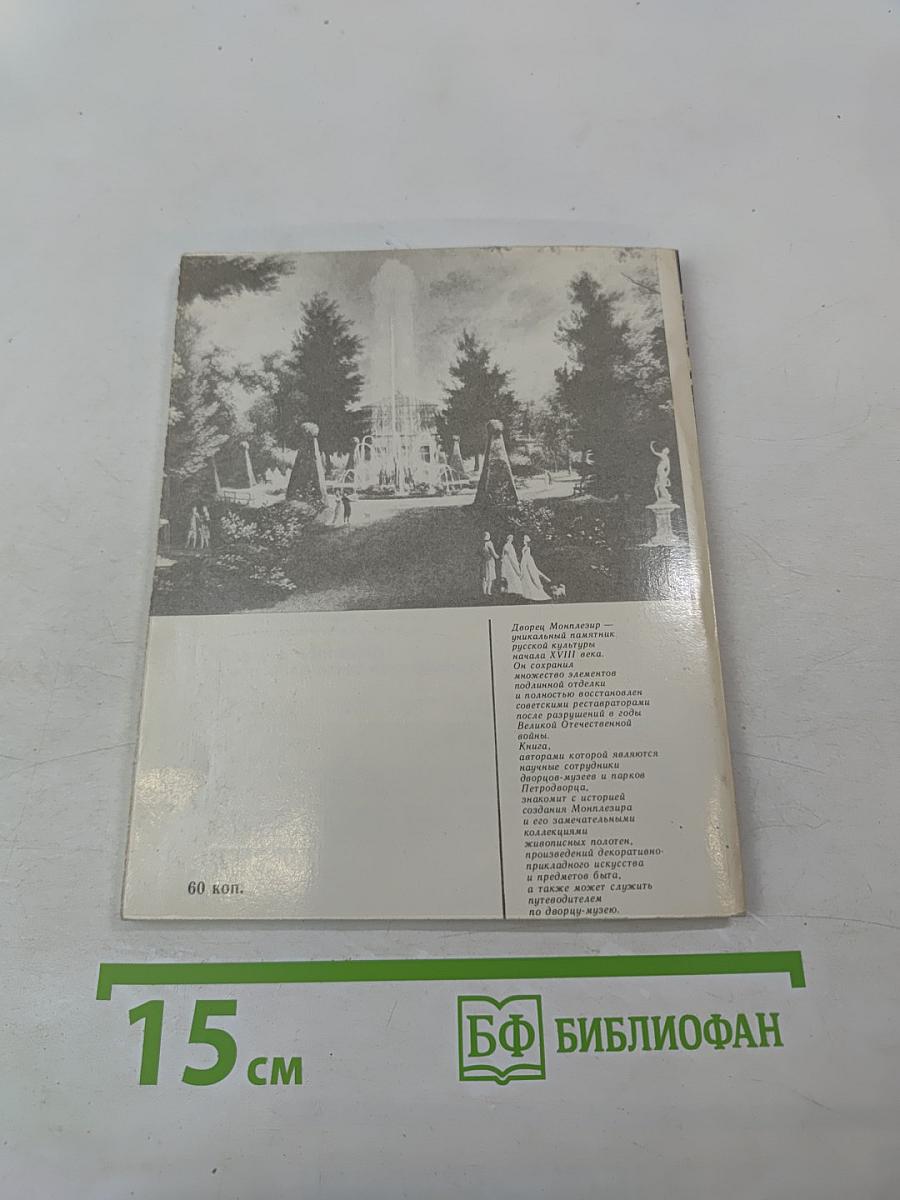 Дворец Монплезир —
уникальный памятник
русской культуры
начала XVIII века.
Он сохранил
множество элементов
подлинной отделки
и полностью восстановлен
советскими реставраторами
после разрушений в годы
Великой Отечественной
войны.
Книга,
авторами которой являются
научные сотрудники
дворцов-музеев и парков
Петродворца,
знакомит с историей
создания Монплезира
и его замечательными
коллекциями
живописных полотен,
произведений декоративно-
прикладного искусства
и предметов быта,
а также может служить
путеводителем
по дворцу-музею.
60 коп.
15 см
БФ БИБЛИОФАН